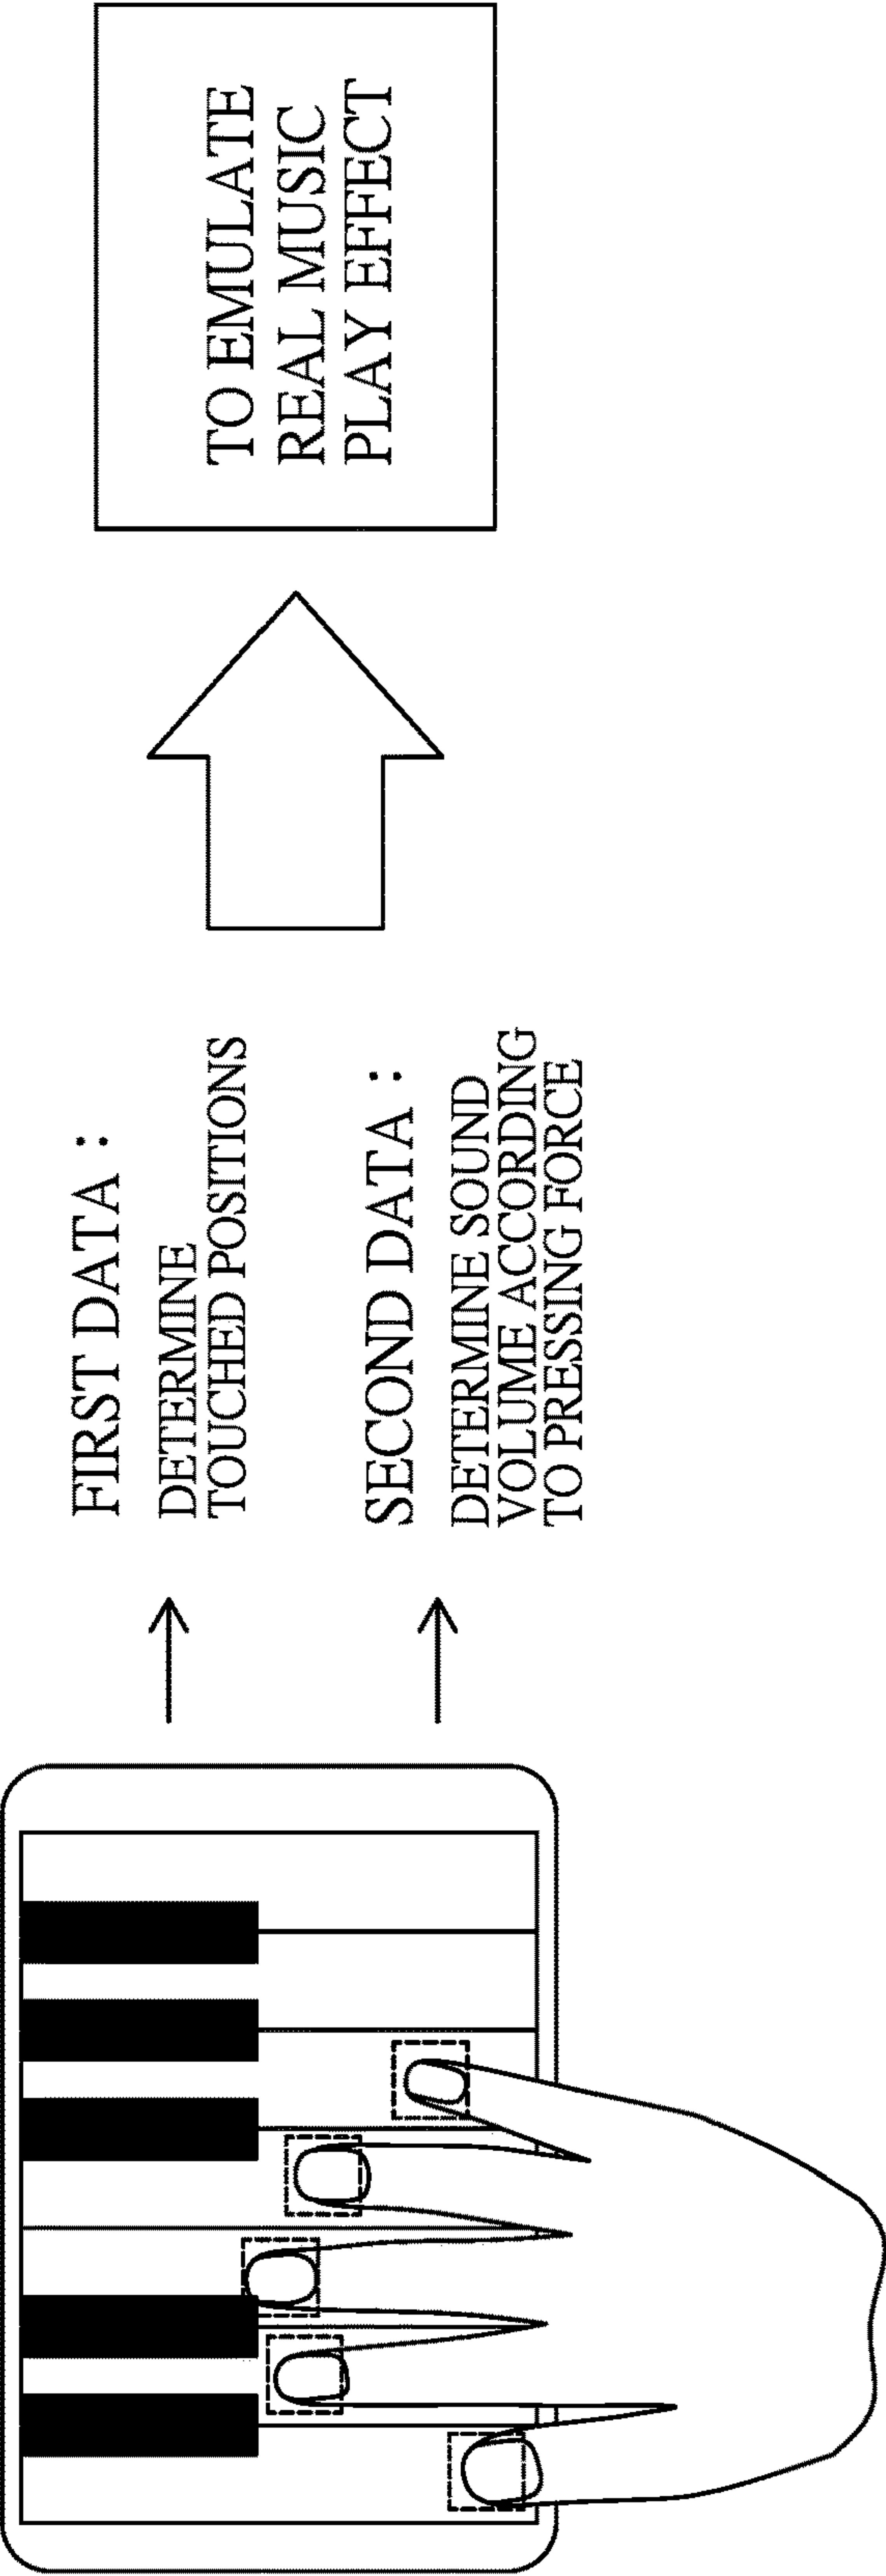 FIRST DATA :
DETERMINE
TOUCHED POSITIONS
SECOND DATA :
DETERMINE SOUND
VOLUME ACCORDING
TO PRESSING FORCE
TO EMULATE
REAL MUSIC
PLAY EFFECT